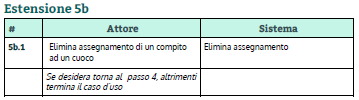 Estensione 5b
# Attore Sistema
5b.1 Elimina assegnamento di un compito Elimina assegnamento
ad un cuoco
Se desidera torna al passo 4, altrimenti
termina il caso d'uso